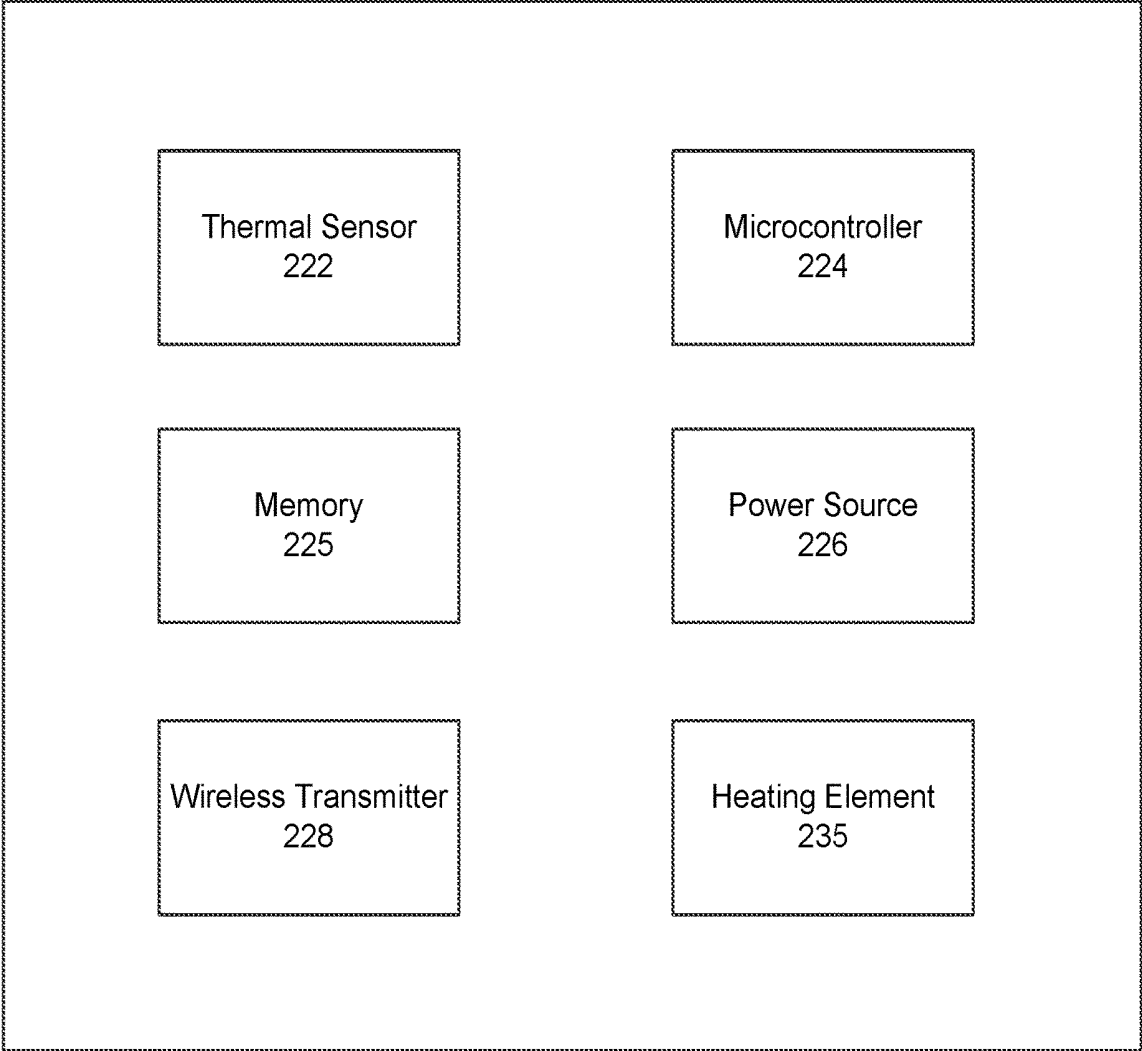 Thermal Sensor
222
Microcontroller
224
Memory
225
Power Source
226
Wireless Transmitter
228
Heating Element
235